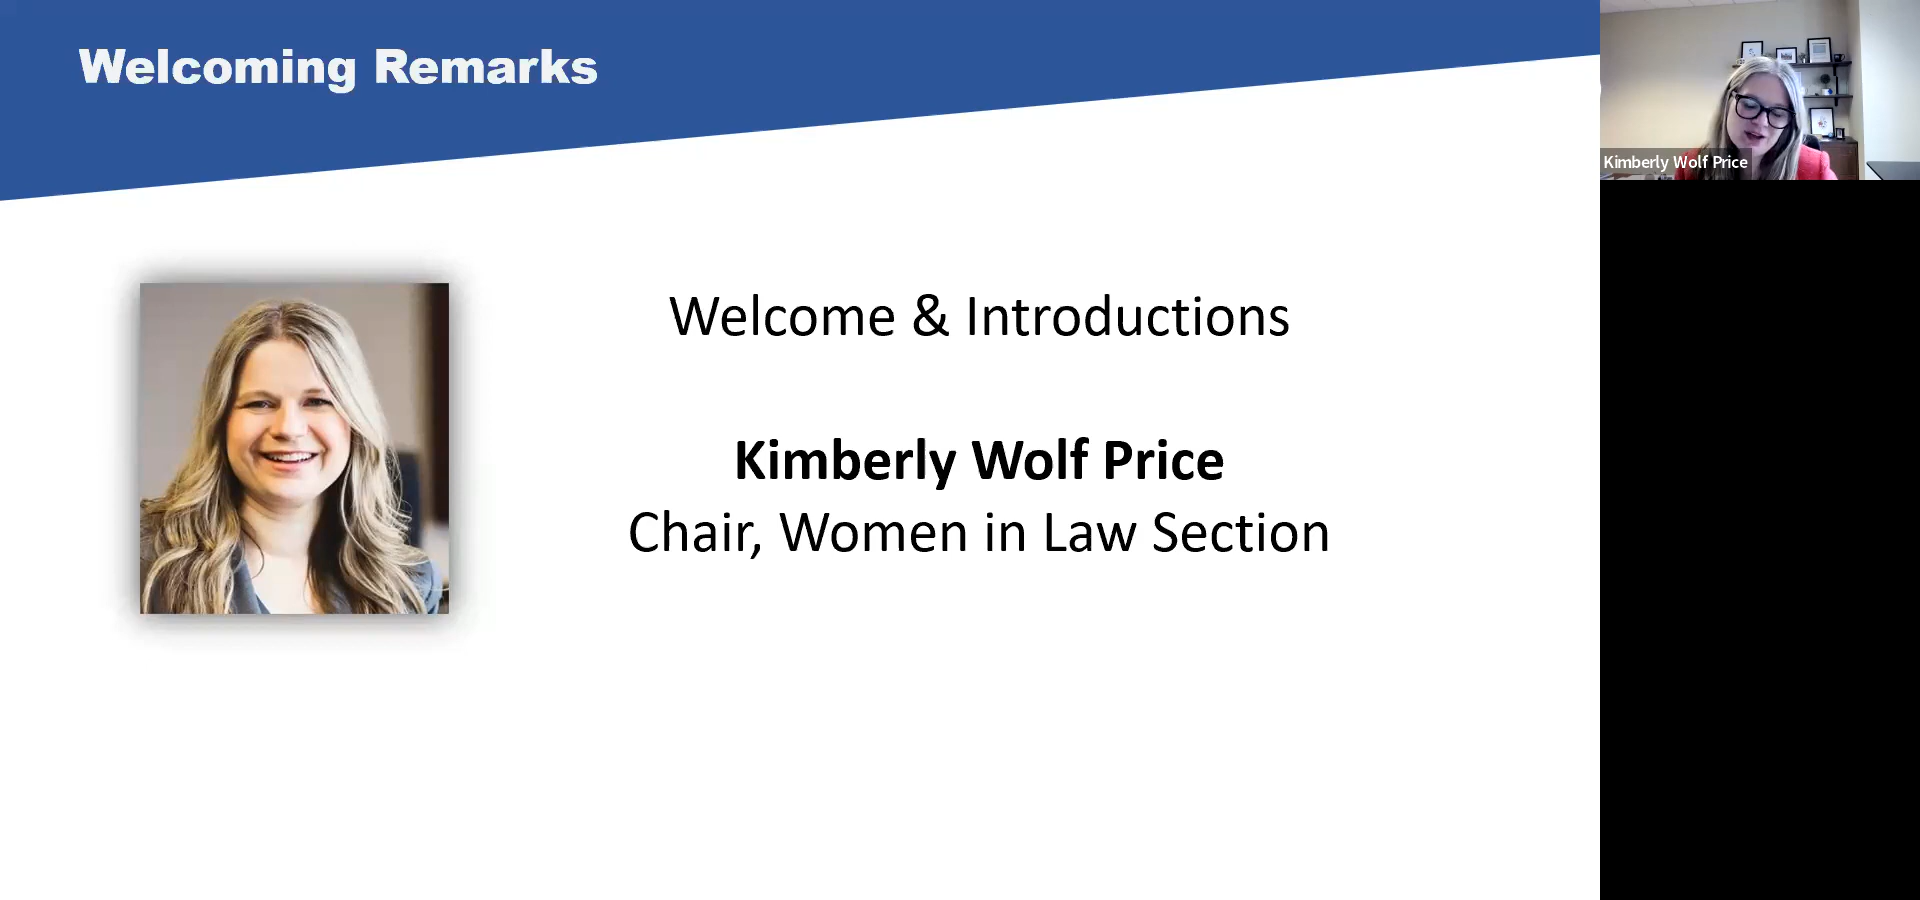 Welcoming Remarks
Welcome & Introductions
Kimberly Wolf Price
Chair, Women in Law Section
Kimberly Wolf Price